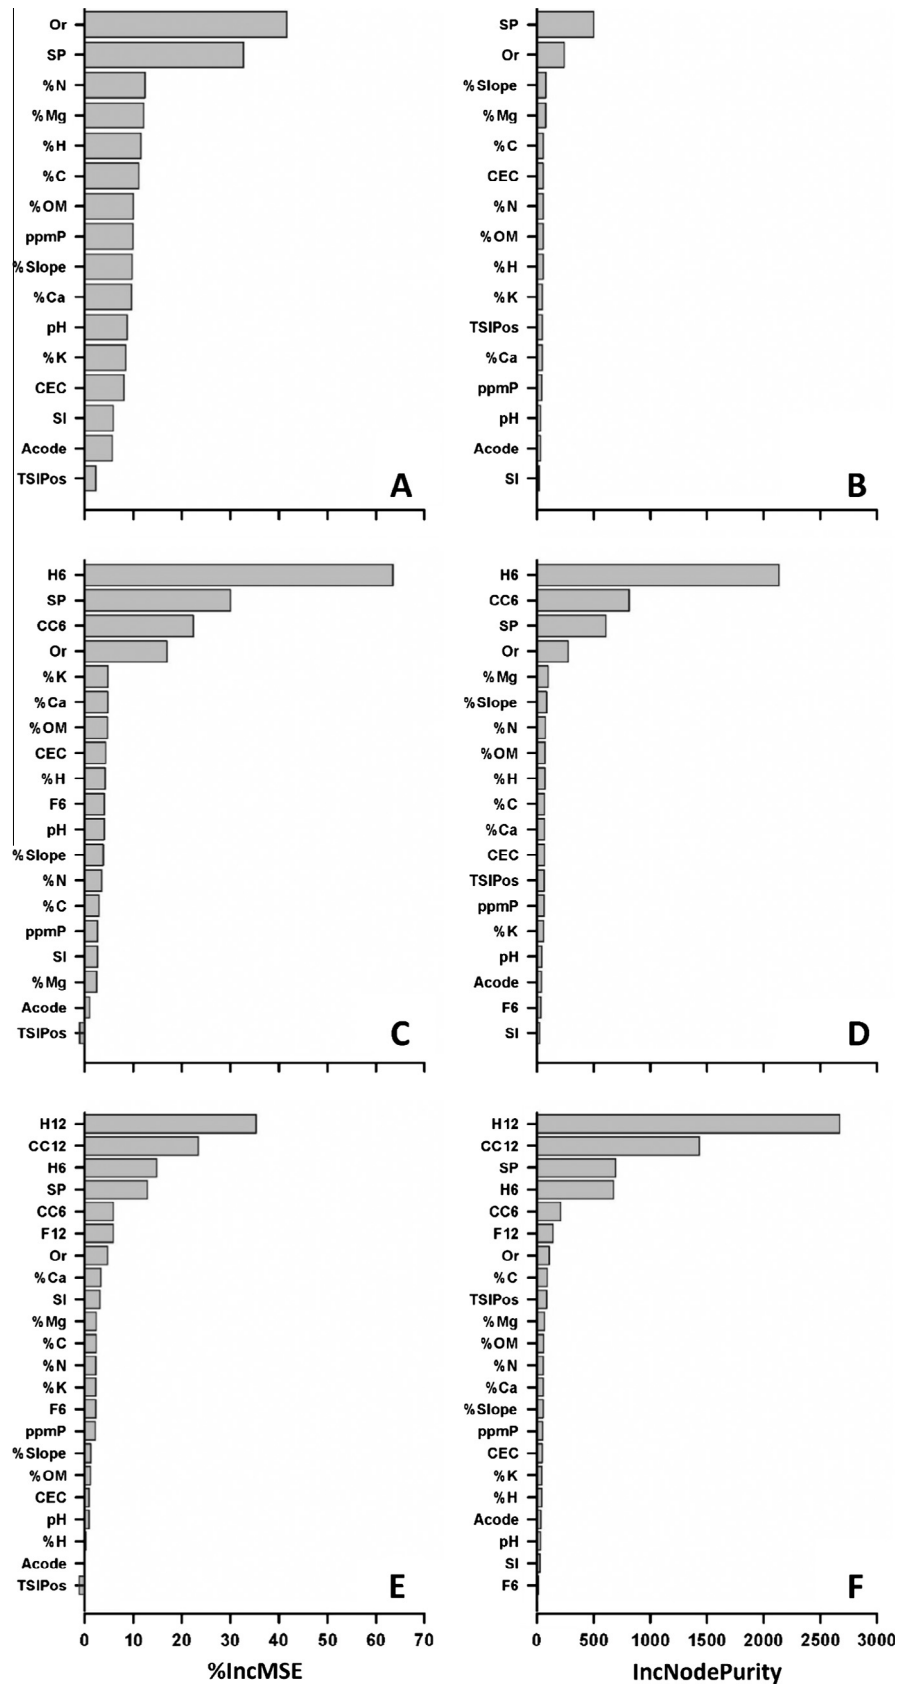 Or
SP
%N
%Mg
%H
%C
%OM
ppmP
%Slope
%Ca
pH
%K
CEC
SI
Acode
TSIPos
A
SP
Or
%Slope
%Mg
%C
CEC
%N
%OM
%H
%K
TSIPos
%Ca
ppmP
pH
Acode
SI
B
H6
SP
CC6
Or
%K
%Ca
%OM
CEC
%H
F6
pH
%Slope
%N
%C
ppmP
SI
%Mg
Acode
TSIPos
C
H6
CC6
SP
Or
%Mg
%Slope
%N
%OM
%H
%C
%Ca
CEC
TSIPos
ppmP
%K
pH
Acode
F6
SI
D
H12
CC12
H6
SP
CC6
F12
Or
%Ca
SI
%Mg
%C
%N
%K
F6
ppmP
%Slope
%OM
CEC
pH
%H
Acode
TSIPos
E
0 10 20 30 40 50 60 70
%IncMSE
H12
CC12
SP
H6
CC6
F12
Or
%C
TSIPos
%Mg
%OM
%N
%Ca
%Slope
ppmP
CEC
%K
%H
Acode
pH
SI
F6
F
0 500 1000 1500 2000 2500 3000
IncNodePurity